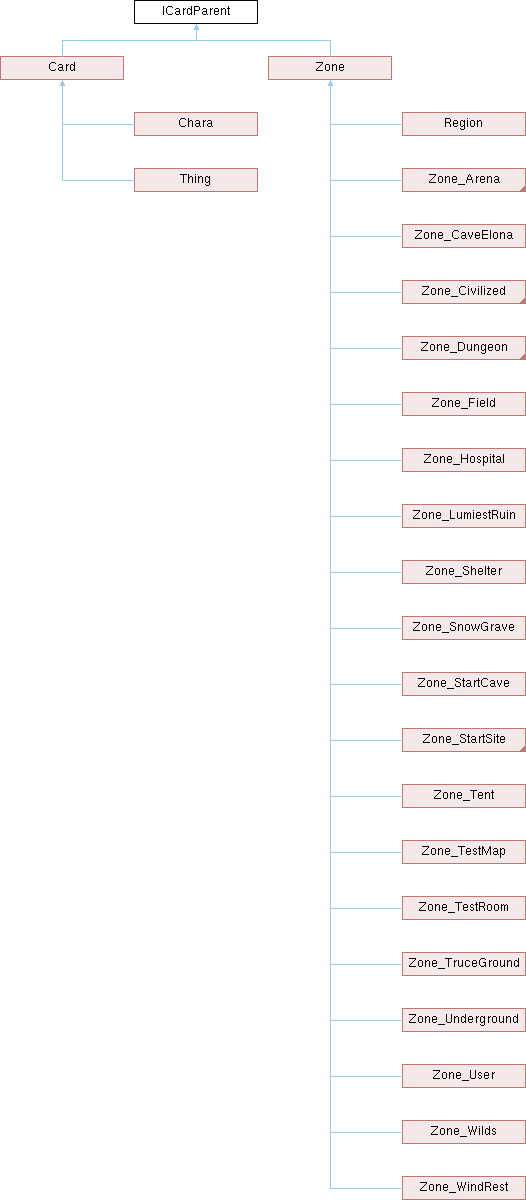 ICardParent
Card
Zone
Chara
Region
Thing
Zone_Arena
Zone_CaveElona
Zone_Civilized
Zone_Dungeon
Zone_Field
Zone_Hospital
Zone_LumiestRuin
Zone_Shelter
Zone_SnowGrave
Zone_StartCave
Zone_StartSite
Zone_Tent
Zone_TestMap
Zone_TestRoom
Zone_TruceGround
Zone_Underground
Zone_User
Zone_Wilds
Zone_WindRest